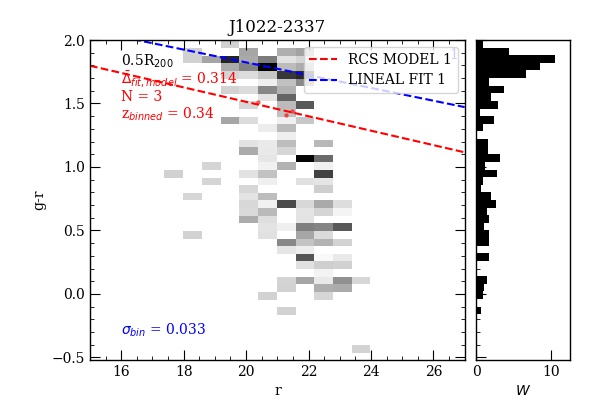 J1022-2337
0.5R200
Δ̄fit,model = 0.314
N = 3
zbinned = 0.34
RCS MODEL 1
LINEAL FIT 1
σbin = 0.033
g-r
2.0
1.5
1.0
0.5
0.0
−0.5
16 18 20 22 24 26
r
0 10
W